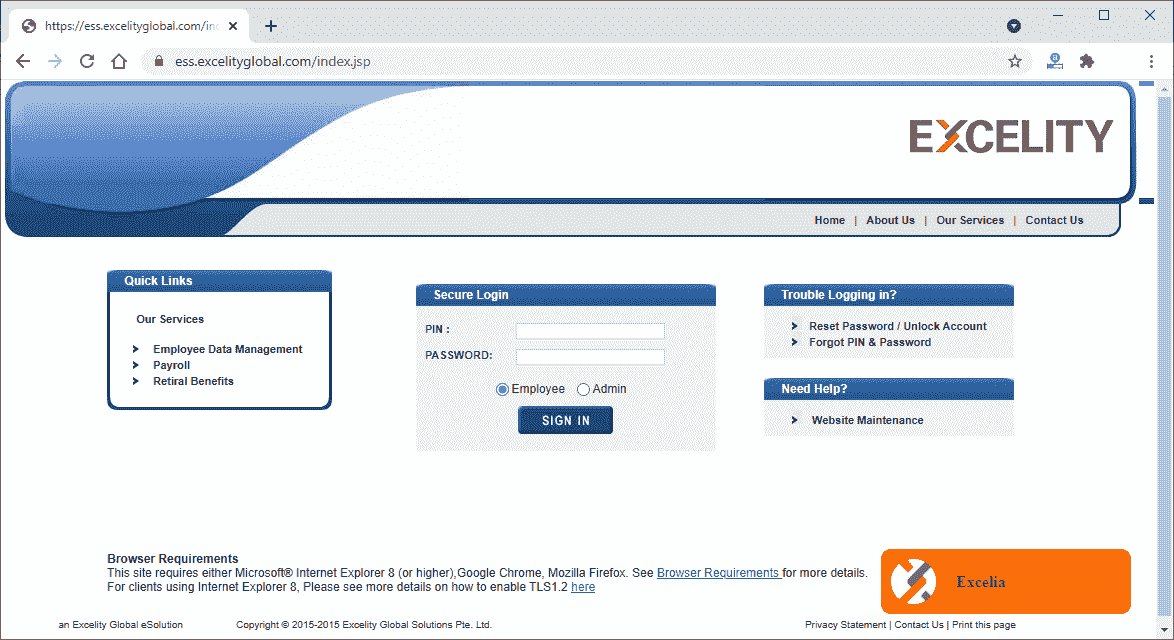 https://ess.excelityglobal.com/in
ess.excelityglobal.com/index.jsp
EXCELITY
Home | About Us | Our Services | Contact Us
Quick Links
Our Services
Employee Data Management
Payroll
Retiral Benefits
Secure Login
PIN :
PASSWORD:
Employee Admin
SIGN IN
Trouble Logging in?
Reset Password / Unlock Account
Forgot PIN & Password
Need Help?
Website Maintenance
Browser Requirements
This site requires either Microsoft® Internet Explorer 8 (or higher),Google Chrome, Mozilla Firefox. See Browser Requirements for more details.
For clients using Internet Explorer 8, Please see more details on how to enable TLS1.2 here
Excelia
an Excelity Global eSolution Copyright © 2015-2015 Excelity Global Solutions Pte. Ltd. Privacy Statement | Contact Us | Print this page